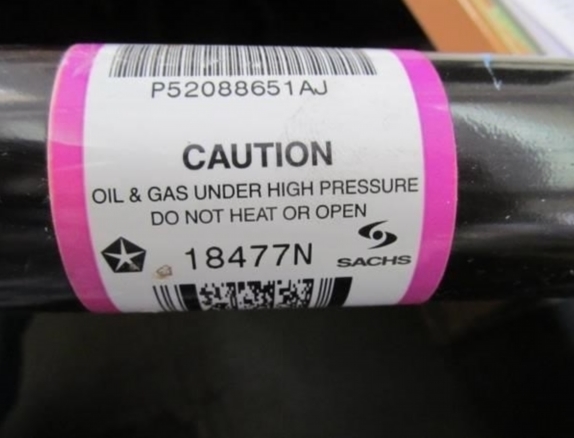 P52088651AJ
CAUTION
OIL & GAS UNDER HIGH PRESSURE
DO NOT HEAT OR OPEN
18477N
SACHS